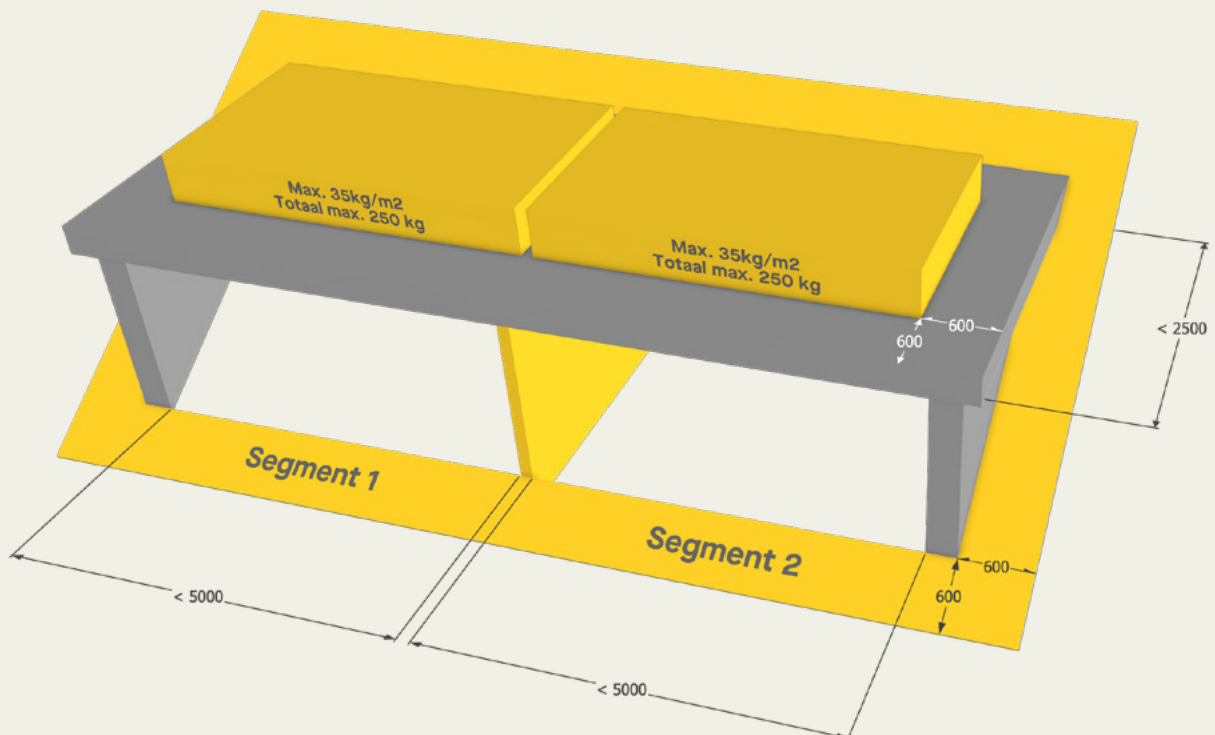 Max. 35kg/m2
Totaal max. 250 kg
Max. 35kg/m2
Totaal max. 250 kg
600
600
< 2500
Segment 1
Segment 2
600
600
< 5000
< 5000